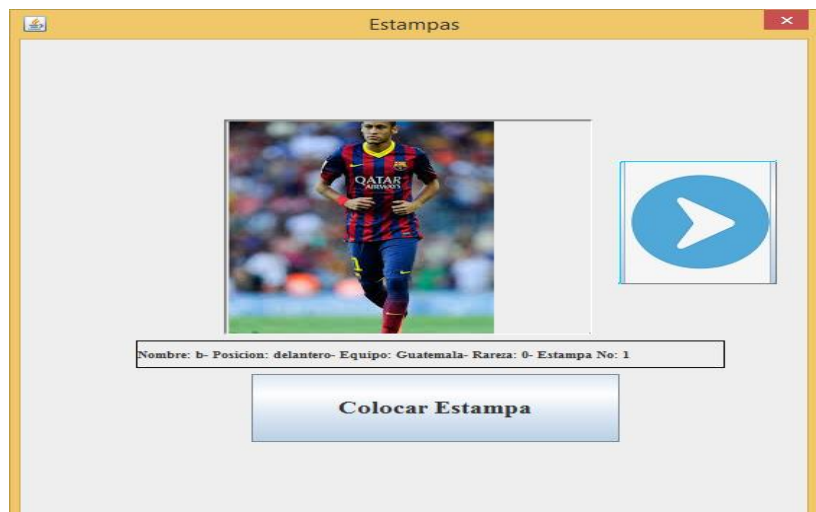 Estampas
QATAR
AIRWAYS
Nombre: b- Posicion: delantero- Equipo: Guatemala- Rareza: 0- Estampa No: 1
Colocar Estampa